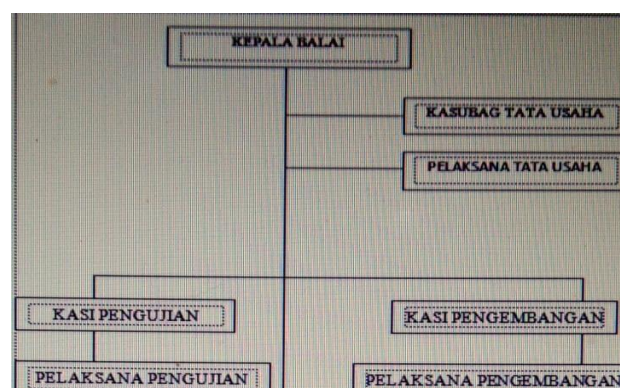 KEPALA BALAI
KASUBAG TATA USAHA
PELAKSANA TATA USAHA
KASI PENGUJIAN
KASI PENGEMBANGAN
PELAKSANA PENGUJIAN
PELAKSANA PENGEMBANGAN